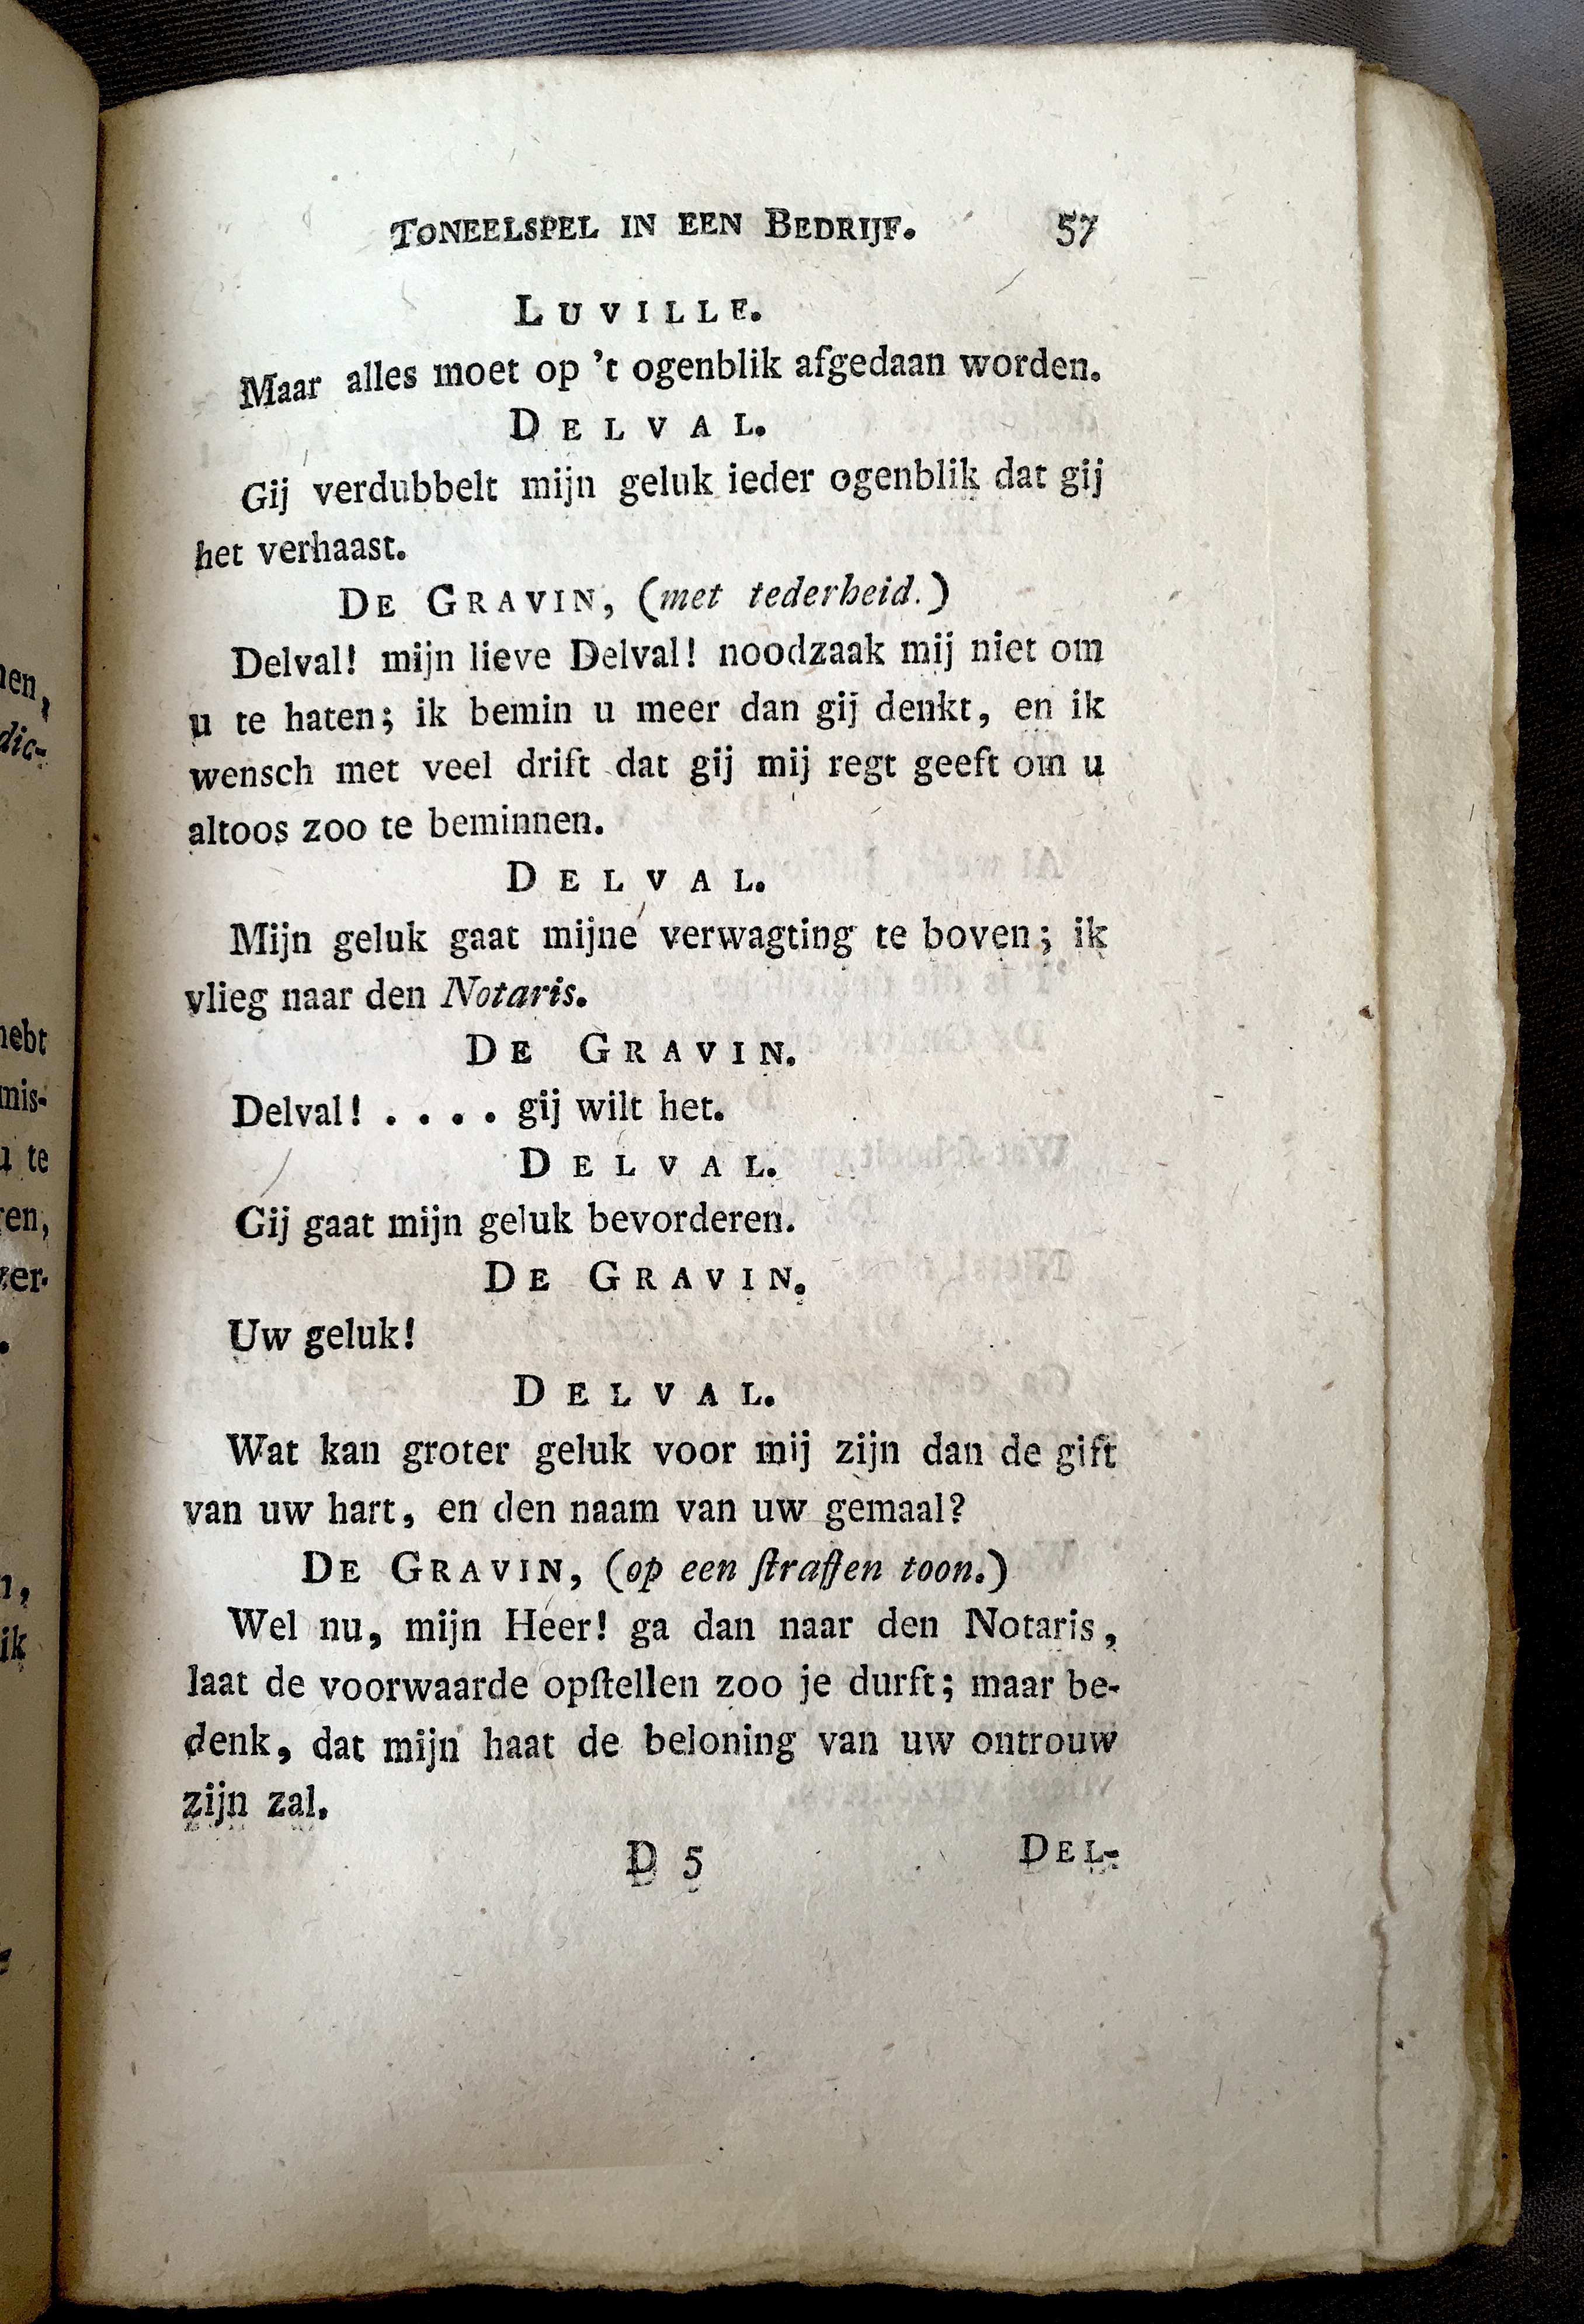 TONEELSPEL IN EEN BEDRIJF. 57
LUVILLE.
Maar alles moet op 't ogenblik afgedaan worden.
DELVAL.
Gij verdubbelt mijn geluk ieder ogenblik dat gij
het verhaast.
DE GRAVIN, (met tederheid.)
Delval! mijn lieve Delval! noodzaak mij niet om
u te haten; ik bemin u meer dan gij denkt, en ik
wensch met veel drift dat gij mij regt geeft om u
altoos zoo te beminnen.
DELVAL.
Mijn geluk gaat mijne verwagting te boven; ik
vlieg naar den Notaris.
DE GRAVIN.
Delval! . . . . gij wilt het.
DELVAL.
Gij gaat mijn geluk bevorderen.
DE GRAVIN.
Uw geluk!
DELVAL.
Wat kan groter geluk voor mij zijn dan de gift
van uw hart, en den naam van uw gemaal?
DE GRAVIN, (op een ſtraffen toon.)
Wel nu, mijn Heer! ga dan naar den Notaris,
laat de voorwaarde opſtellen zoo je durft; maar be-
denk, dat mijn haat de beloning van uw ontrouw
zijn zal.
D 5 DEL-